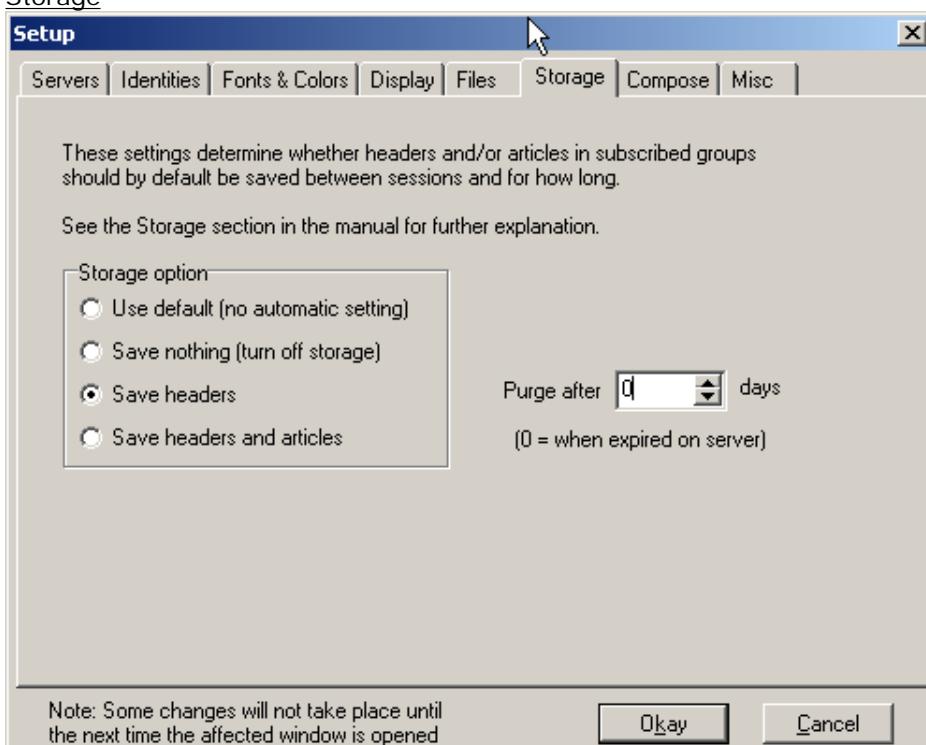 Storage
Setup
Servers Identities Fonts & Colors Display Files Storage Compose Misc
These settings determine whether headers and/or articles in subscribed groups
should by default be saved between sessions and for how long.
See the Storage section in the manual for further explanation.
Storage option
Use default (no automatic setting)
Save nothing (turn off storage)
Save headers
Save headers and articles
Purge after 0 days
(0 = when expired on server)
Note: Some changes will not take place until
the next time the affected window is opened
Okay Cancel